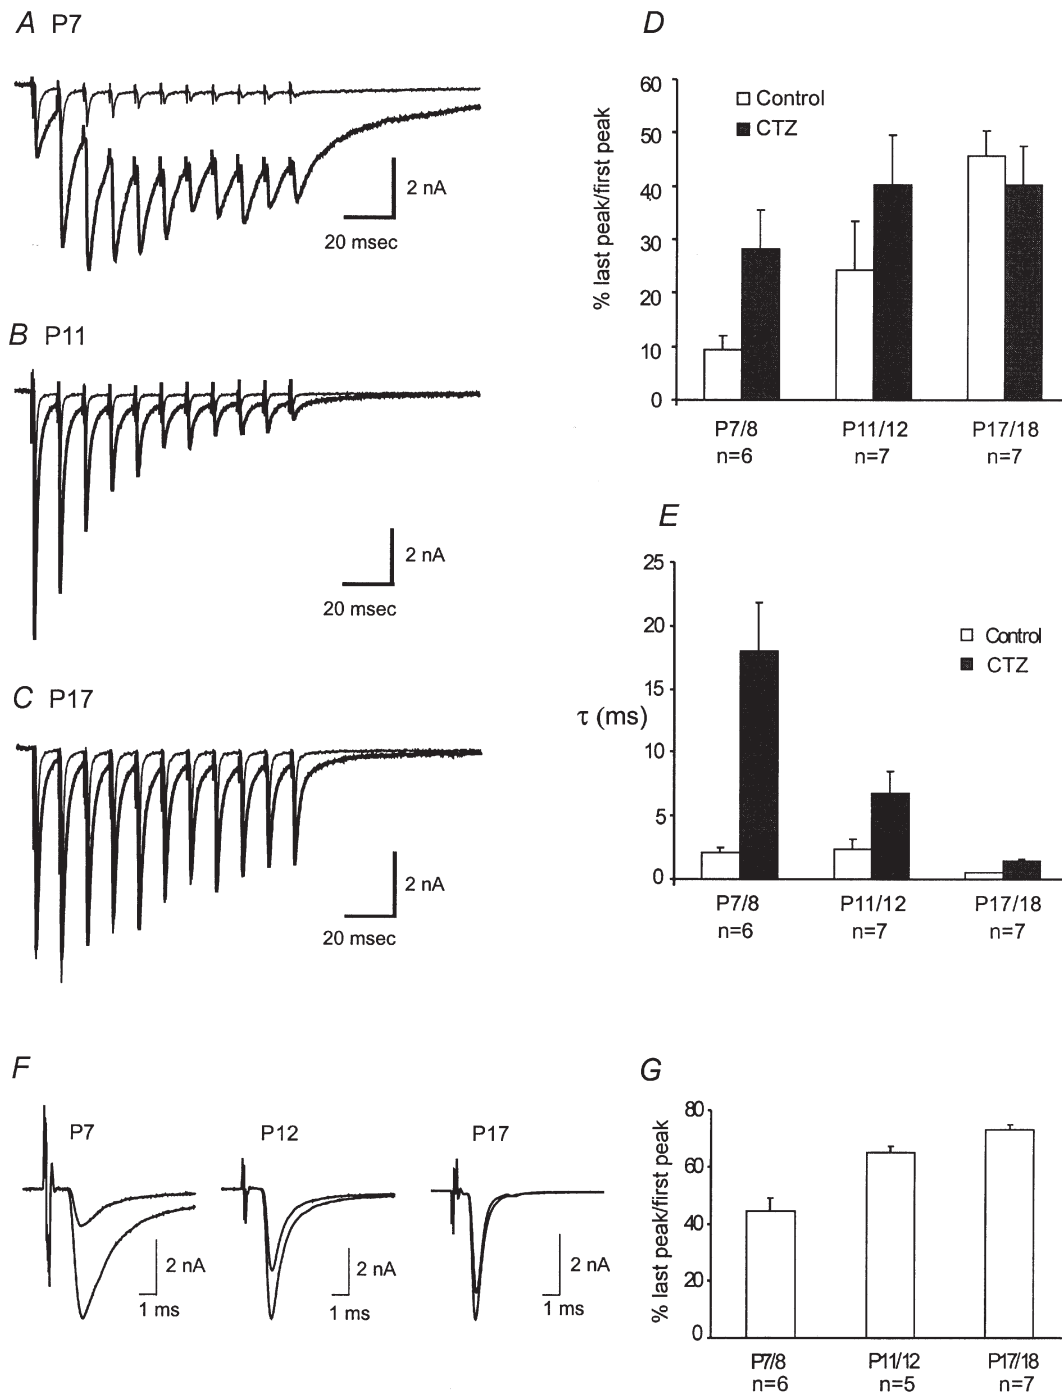 A P7
2 nA
20 msec
B P11
2 nA
20 msec
C P17
2 nA
20 msec
D
% last peak/first peak
60
50
40
30
20
10
0
Control
CTZ
P7/8
n=6
P11/12
n=7
P17/18
n=7
E
τ (ms)
25
20
15
10
5
0
Control
CTZ
P7/8
n=6
P11/12
n=7
P17/18
n=7
F
P7
2 nA
1 ms
P12
2 nA
1 ms
P17
2 nA
1 ms
G
% last peak/first peak
80
60
40
20
0
P7/8
n=6
P11/12
n=5
P17/18
n=7